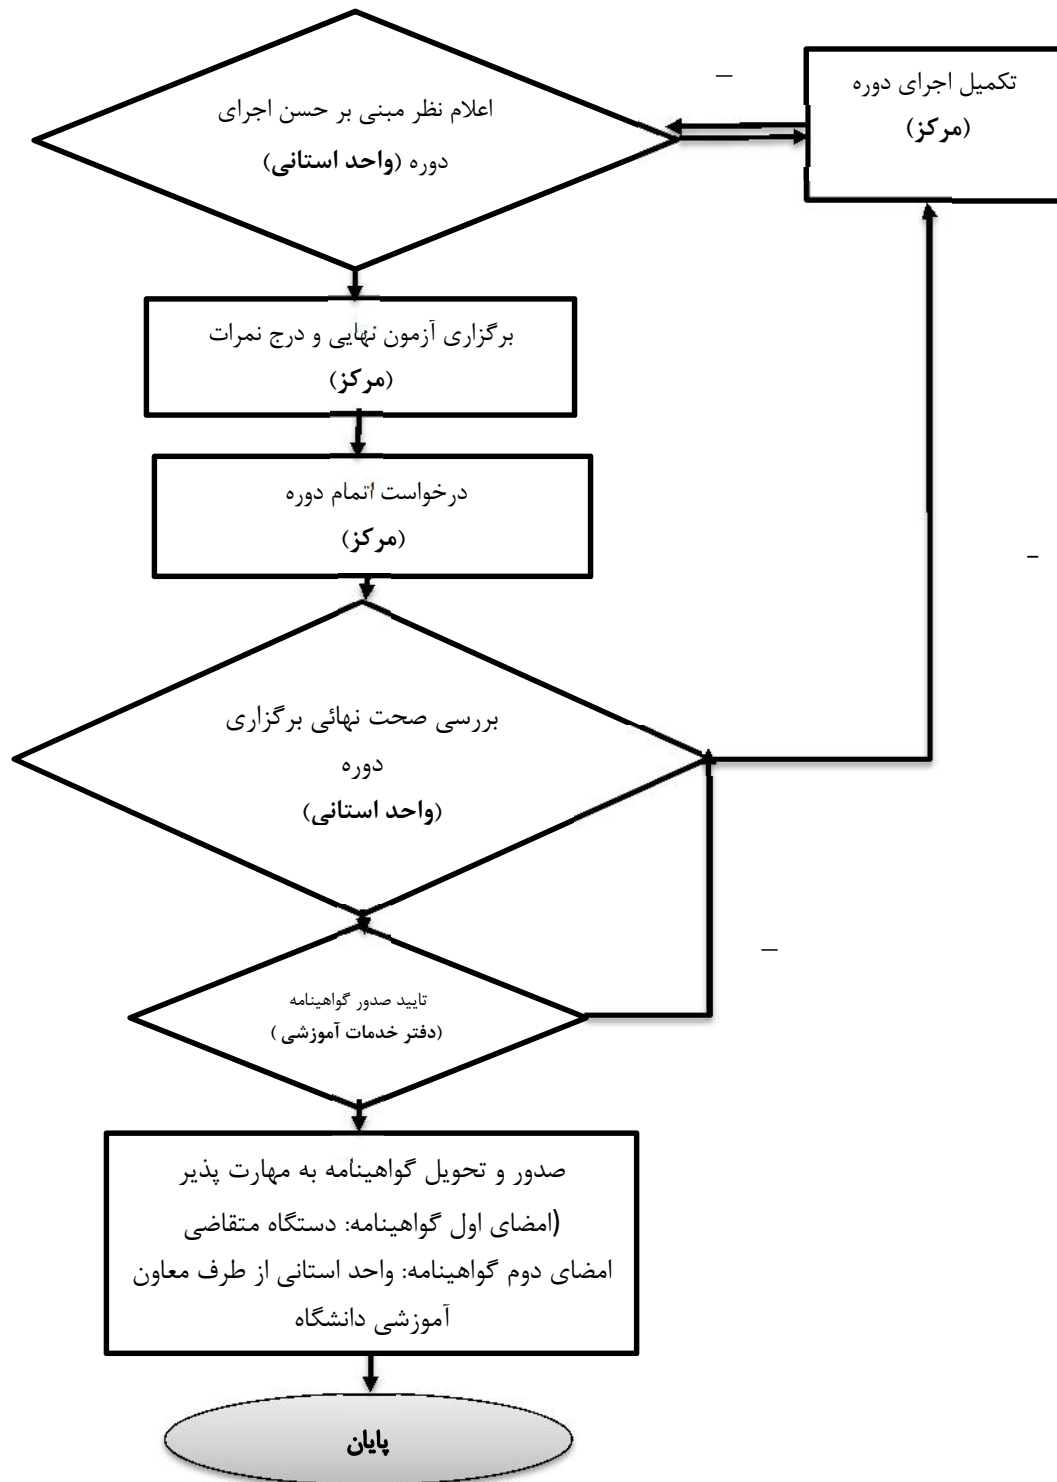 اعلام نظر مبنی بر حسن اجرای
دوره (واحد استانی)
–
تکمیل اجرای دوره
(مرکز)
برگزاری آزمون نهایی و درج نمرات
(مرکز)
درخواست اتمام دوره
(مرکز)
-
بررسی صحت نهائی برگزاری
دوره
(واحد استانی)
–
تایید صدور گواهینامه
(دفتر خدمات آموزشی )
صدور و تحویل گواهینامه به مهارت پذیر
(امضای اول گواهینامه: دستگاه متقاضی
امضای دوم گواهینامه: واحد استانی از طرف معاون
آموزشی دانشگاه
پایان